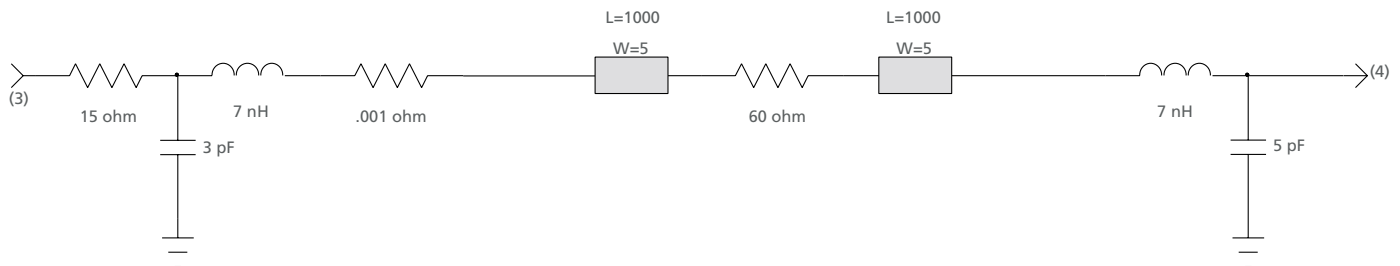 L=1000
W=5
L=1000
W=5
(3)
(4)
15 ohm
7 nH
.001 ohm
60 ohm
7 nH
3 pF
5 pF